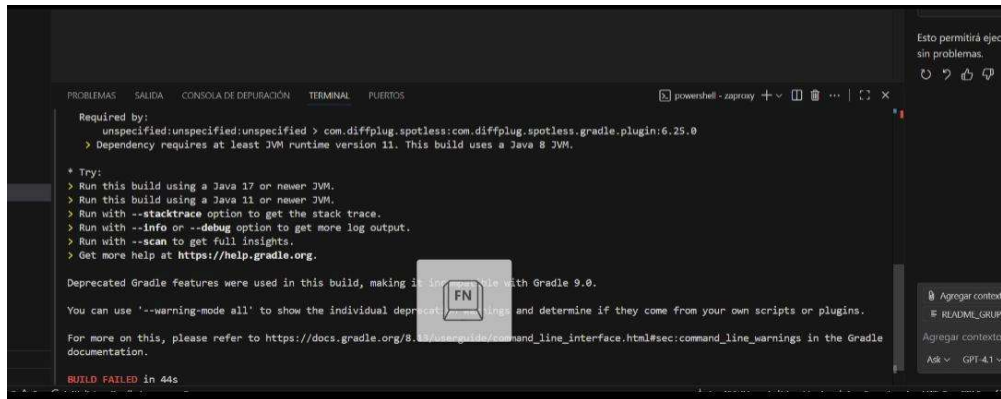 Esto permitirá ejec
sin problemas.
PROBLEMAS SALIDA CONSOLA DE DEPURACIÓN TERMINAL PUERTOS
powershell - zaproxy
Required by:
unspecified:unspecified:unspecified > com.diffplug.spotless:com.diffplug.spotless.gradle.plugin:6.25.0
> Dependency requires at least JVM runtime version 11. This build uses a Java 8 JVM.
* Try:
> Run this build using a Java 17 or newer JVM.
> Run this build using a Java 11 or newer JVM.
> Run with --stacktrace option to get the stack trace.
> Run with --info or --debug option to get more log output.
> Run with --scan to get full insights.
> Get more help at https://help.gradle.org.
Deprecated Gradle features were used in this build, making it incompatible with Gradle 9.0.
FN
You can use '--warning-mode all' to show the individual deprecation warnings and determine if they come from your own scripts or plugins.
For more on this, please refer to https://docs.gradle.org/8. /userguide/command_line_interface.html#sec:command_line_warnings in the Gradle
documentation.
BUILD FAILED in 44s
Agregar context
README_GRUP
Agregar contexto
Ask GPT-4.1